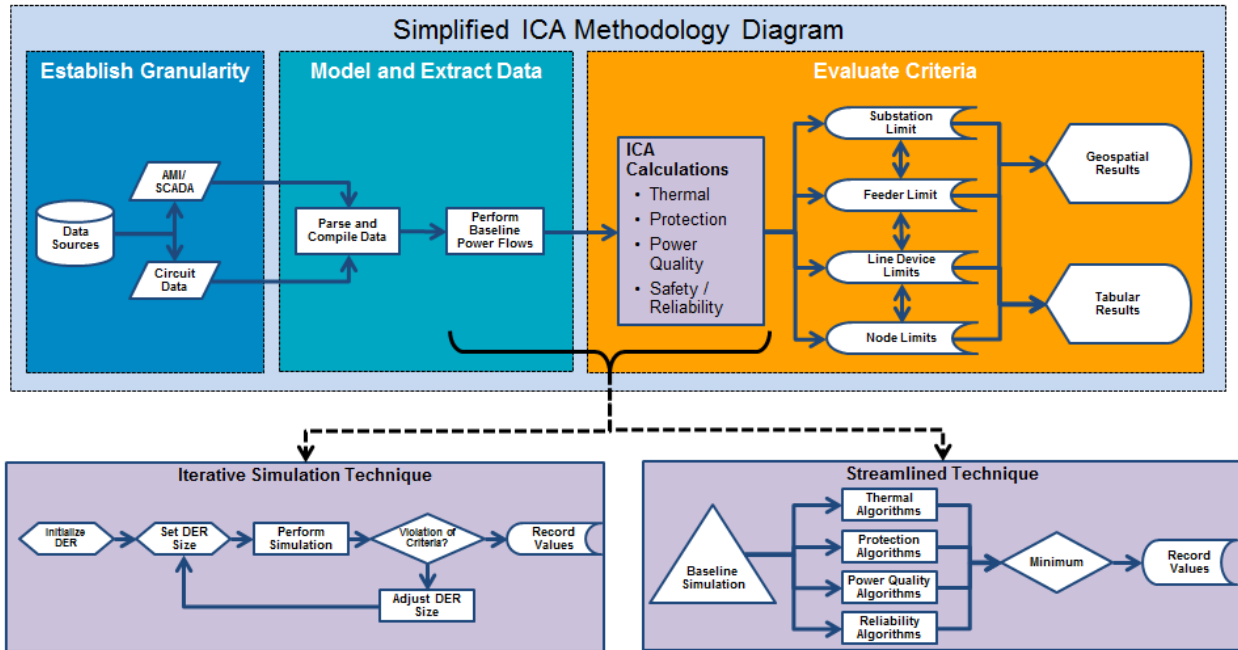 Simplified ICA Methodology Diagram
Establish Granularity
Model and Extract Data
Evaluate Criteria
Data
Sources
AMI/
SCADA
Circuit
Data
Parse and
Compile Data
Perform
Baseline
Power Flows
ICA
Calculations
• Thermal
• Protection
• Power
Quality
• Safety /
Reliability
Substation
Limit
Feeder Limit
Line Device
Limits
Node Limits
Geospatial
Results
Tabular
Results
Iterative Simulation Technique
Initialize
DER
Set DER
Size
Perform
Simulation
Violation of
Criteria?
Record
Values
Adjust DER
Size
Streamlined Technique
Baseline
Simulation
Thermal
Algorithms
Protection
Algorithms
Power Quality
Algorithms
Reliability
Algorithms
Minimum
Record
Values